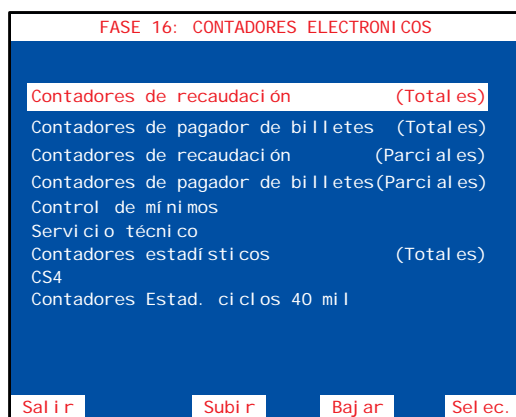 FASE 16: CONTADORES ELECTRONICOS
Contadores de recaudación (Totales)
Contadores de pagador de billetes (Totales)
Contadores de recaudación (Parciales)
Contadores de pagador de billetes(Parciales)
Control de mínimos
Servicio técnico
Contadores estadísticos (Totales)
CS4
Contadores Estad. ciclos 40 mil
Salir Subir Bajar Selec.